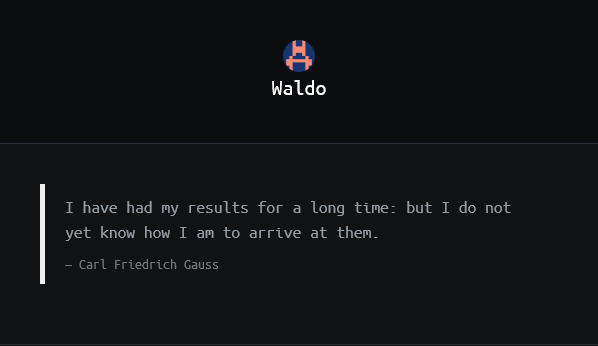 Waldo
I have had my results for a long time: but I do not
yet know how I am to arrive at them.
— Carl Friedrich Gauss